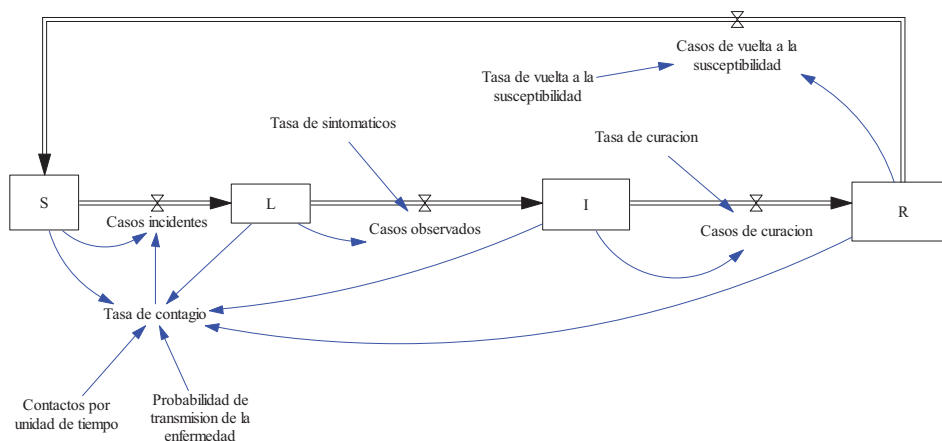 Casos de vuelta a la
susceptibilidad
Tasa de vuelta a la
susceptibilidad
Tasa de sintomaticos
Tasa de curacion
S
L
I
R
Casos incidentes
Casos observados
Casos de curacion
Tasa de contagio
Contactos por
unidad de tiempo
Probabilidad de
transmision de la
enfermedad